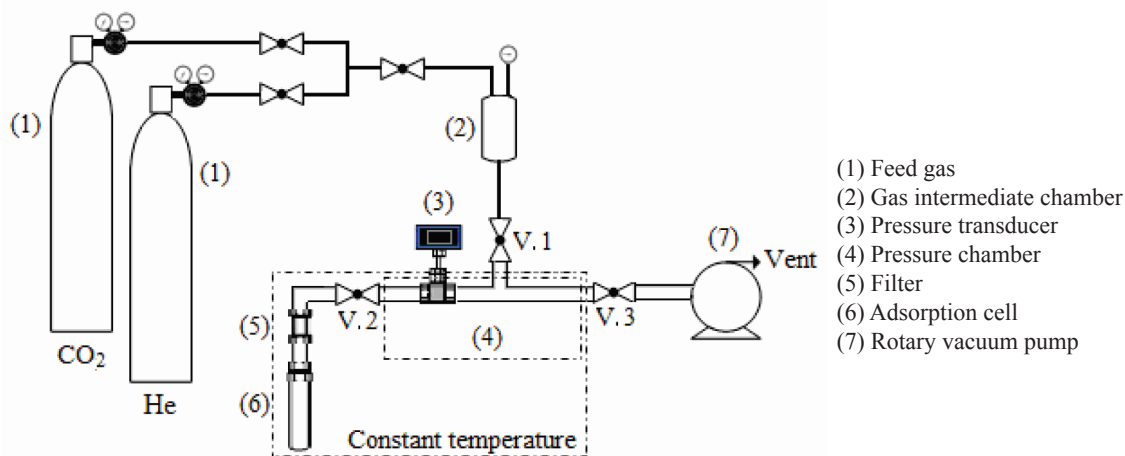 (1)
CO2
(1)
He
(2)
(3)
V. 1
(7)
Vent
V. 2
V. 3
(4)
(5)
(6)
Constant temperature
(1) Feed gas
(2) Gas intermediate chamber
(3) Pressure transducer
(4) Pressure chamber
(5) Filter
(6) Adsorption cell
(7) Rotary vacuum pump